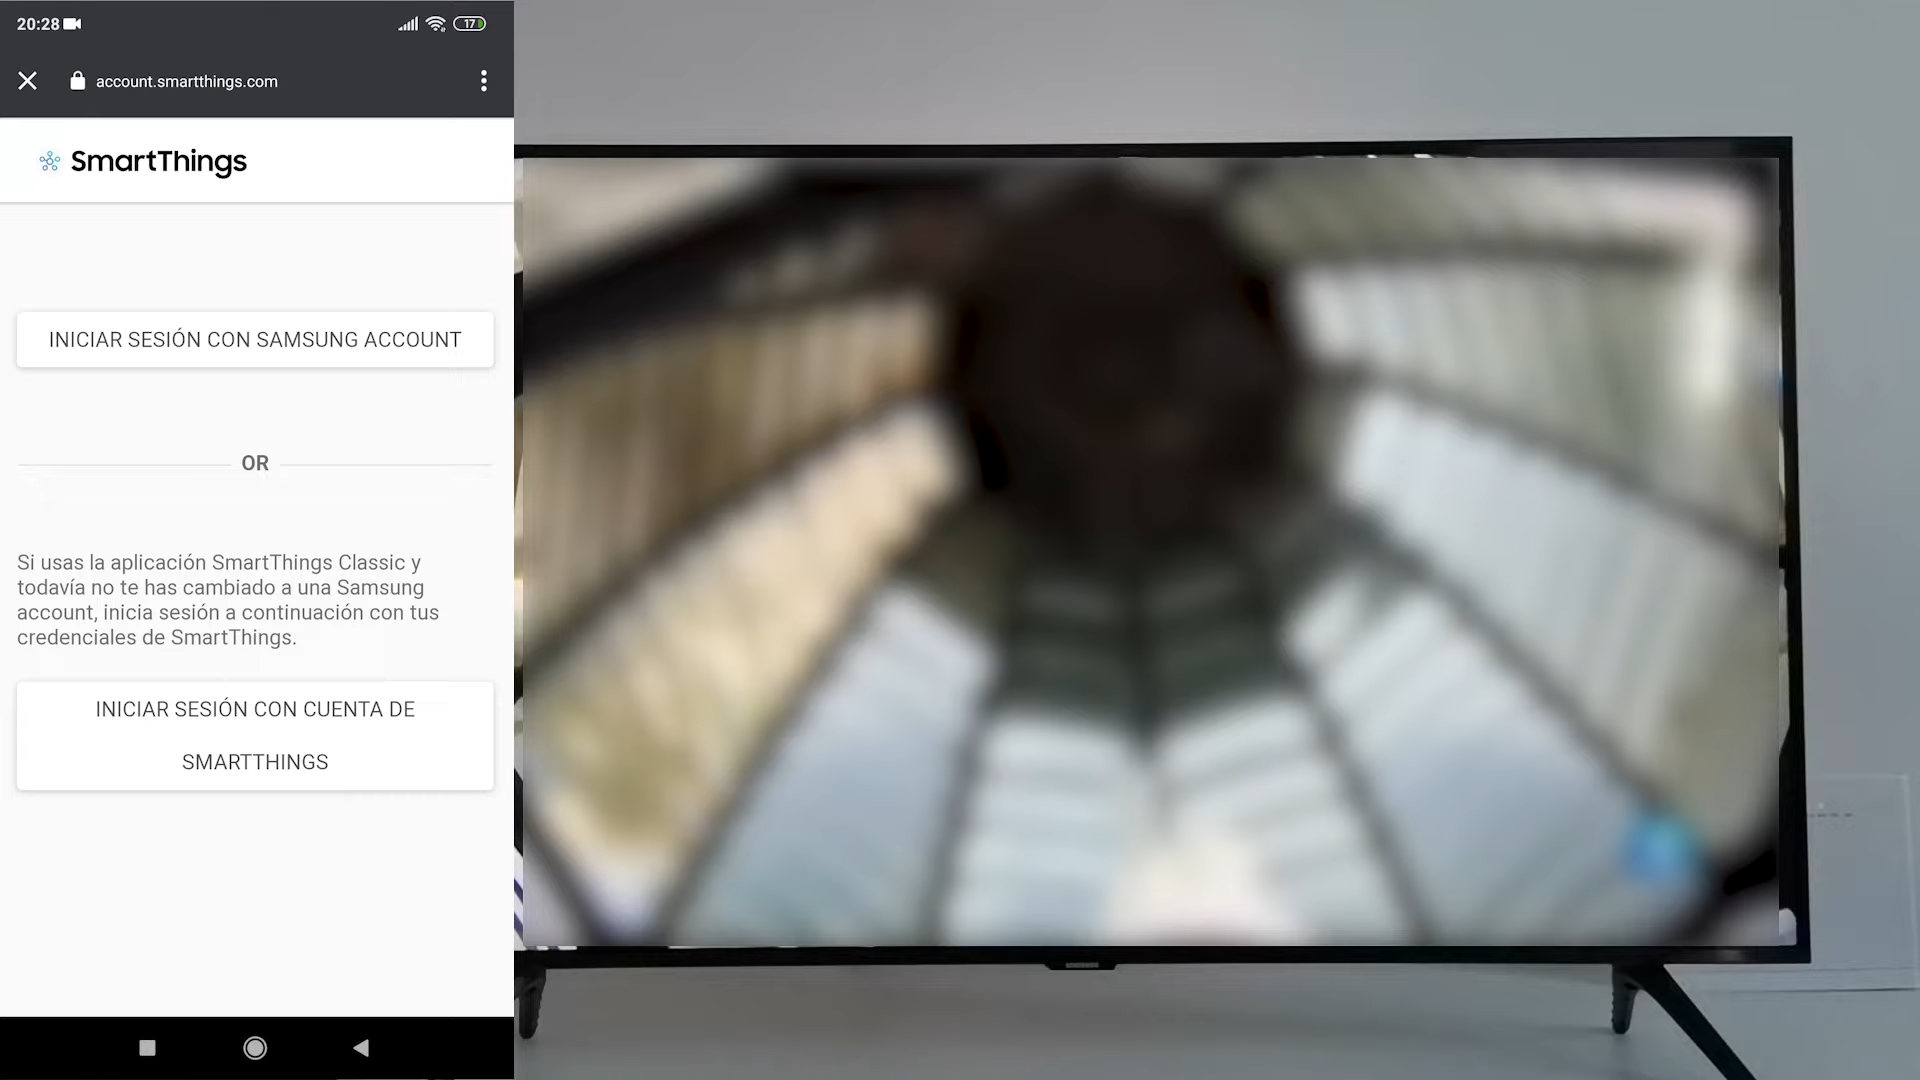 20:28
17
account.smartthings.com
SmartThings
INICIAR SESIÓN CON SAMSUNG ACCOUNT
OR
Si usas la aplicación SmartThings Classic y
todavía no te has cambiado a una Samsung
account, inicia sesión a continuación con tus
credenciales de SmartThings.
INICIAR SESIÓN CON CUENTA DE
SMARTTHINGS